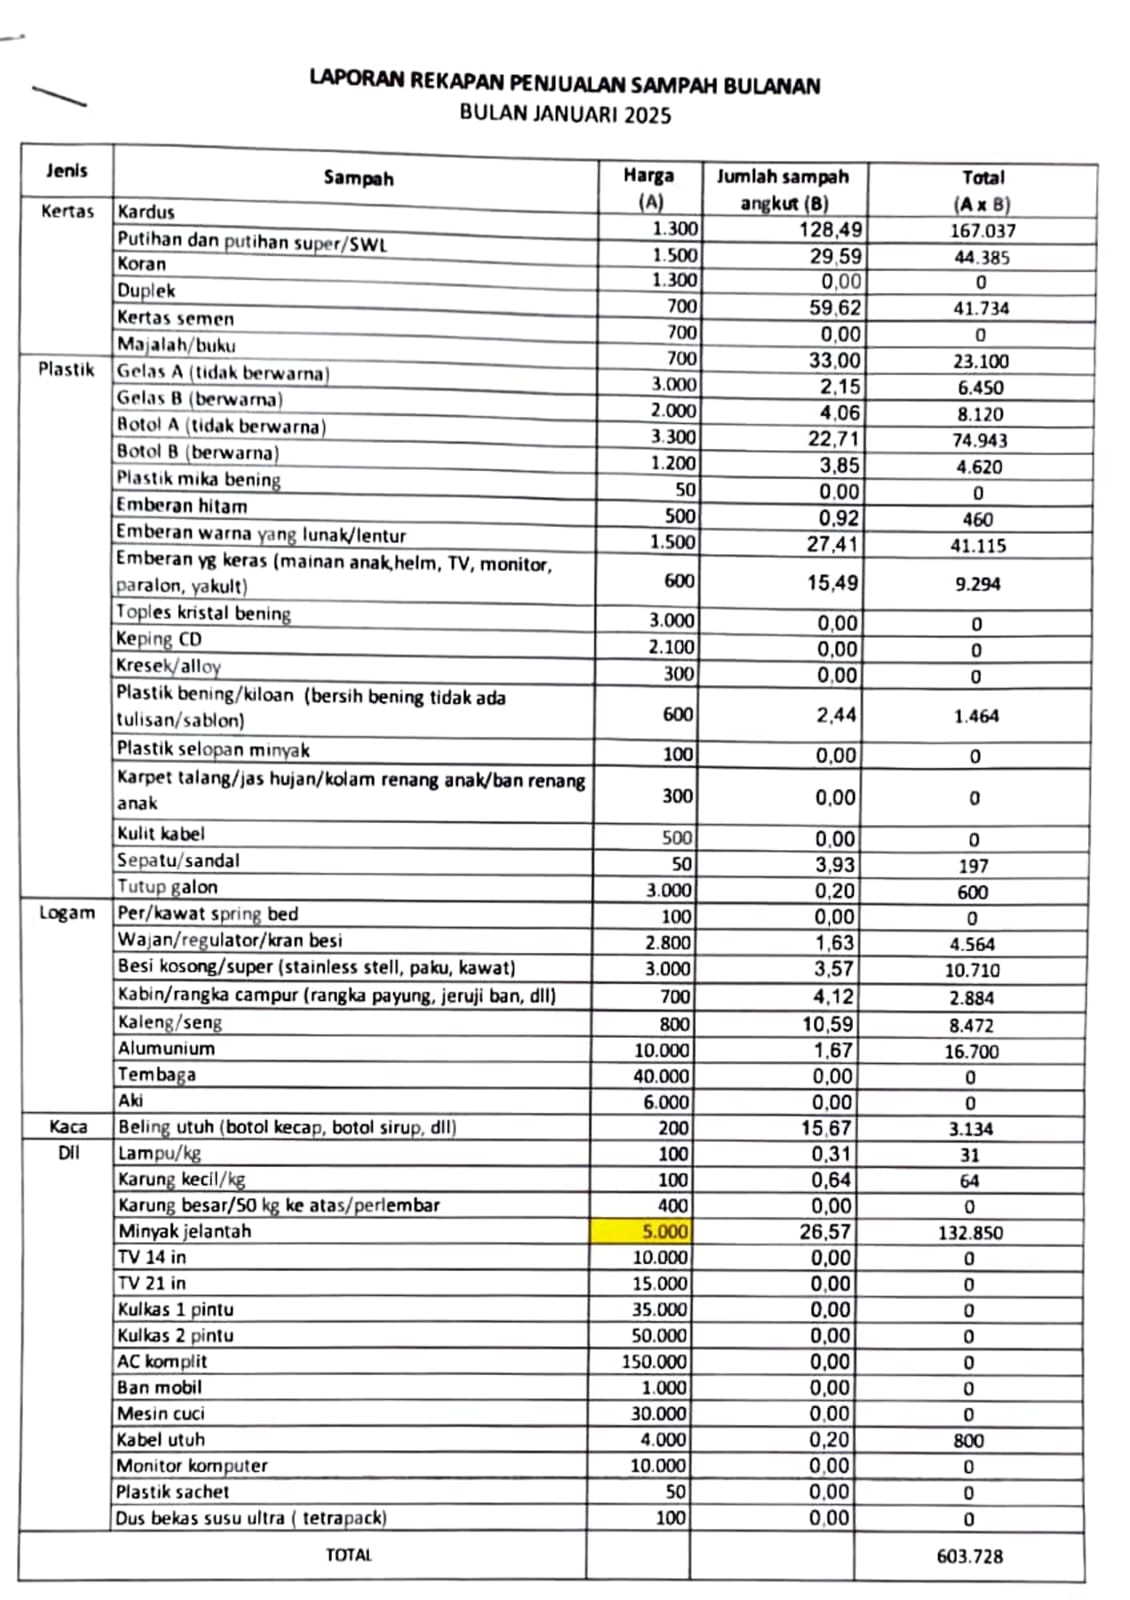 LAPORAN REKAPAN PENJUALAN SAMPAH BULANAN
BULAN JANUARI 2025
Jenis Sampah Harga (A) Jumlah sampah angkut (B) Total (A x B)
Kertas Kardus 1.300 128,49 167.037
Putihan dan putihan super/SWL 1.500 29,59 44.385
Koran 1.300 0,00 0
Duplek 700 59,62 41.734
Kertas semen 700 0,00 0
Majalah/buku 700 33,00 23.100
Plastik Gelas A (tidak berwarna) 3.000 2,15 6.450
Gelas B (berwarna) 2.000 4,06 8.120
Botol A (tidak berwarna) 3.300 22,71 74.943
Botol B (berwarna) 1.200 3,85 4.620
Plastik mika bening 50 0,00 0
Emberan hitam 500 0,92 460
Emberan warna yang lunak/lentur 1.500 27,41 41.115
Emberan yg keras (mainan anak,helm, TV, monitor,
paralon, yakult) 600 15,49 9.294
Toples kristal bening 3.000 0,00 0
Keping CD 2.100 0,00 0
Kresek/alloy 300 0,00 0
Plastik bening/kiloan (bersih bening tidak ada
tulisan/sablon) 600 2,44 1.464
Plastik selopan minyak 100 0,00 0
Karpet talang/jas hujan/kolam renang anak/ban renang
anak 300 0,00 0
Kulit kabel 500 0,00 0
Sepatu/sandal 50 3,93 197
Tutup galon 3.000 0,20 600
Logam Per/kawat spring bed 100 0,00 0
Wajan/regulator/kran besi 2.800 1,63 4.564
Besi kosong/super (stainless stell, paku, kawat) 3.000 3,57 10.710
Kabin/rangka campur (rangka payung, jeruji ban, dll) 700 4,12 2.884
Kaleng/seng 800 10,59 8.472
Alumunium 10.000 1,67 16.700
Tembaga 40.000 0,00 0
Aki 6.000 0,00 0
Kaca Beling utuh (botol kecap, botol sirup, dll) 200 15,67 3.134
Dll Lampu/kg 100 0,31 31
Karung kecil/kg 100 0,64 64
Karung besar/50 kg ke atas/perlembar 400 0,00 0
Minyak jelantah 5.000 26,57 132.850
TV 14 in 10.000 0,00 0
TV 21 in 15.000 0,00 0
Kulkas 1 pintu 35.000 0,00 0
Kulkas 2 pintu 50.000 0,00 0
AC komplit 150.000 0,00 0
Ban mobil 1.000 0,00 0
Mesin cuci 30.000 0,00 0
Kabel utuh 4.000 0,20 800
Monitor komputer 10.000 0,00 0
Plastik sachet 50 0,00 0
Dus bekas susu ultra ( tetrapack) 100 0,00 0
TOTAL 603.728